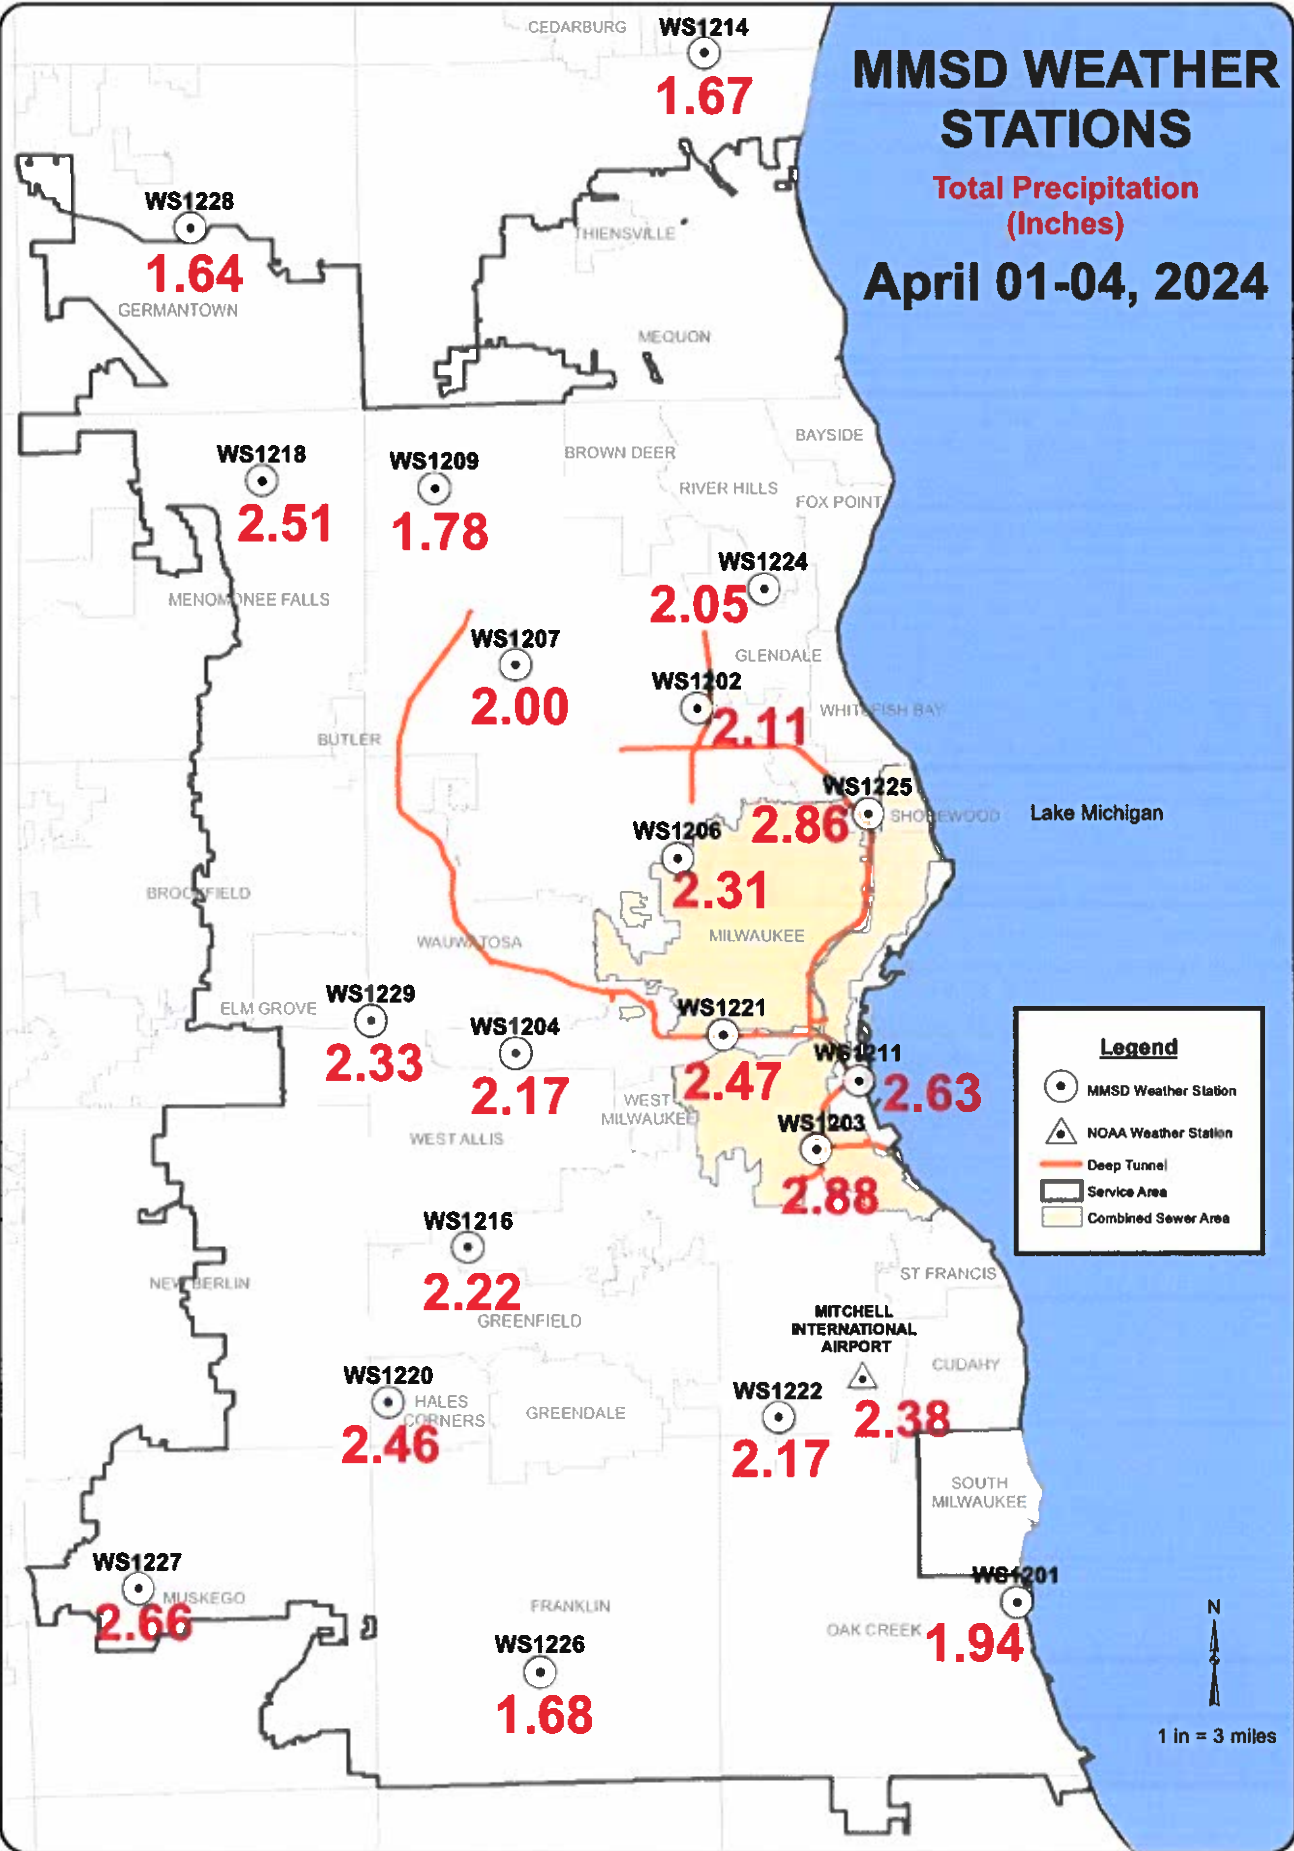 CEDARBURG
WS1214
1.67
MMSD WEATHER
STATIONS
Total Precipitation
(Inches)
April 01-04, 2024
WS1228
1.64
GERMANTOWN
THIENSVILLE
MEQUON
BAYSIDE
BROWN DEER
WS1218
2.51
WS1209
1.78
RIVER HILLS
FOX POINT
WS1224
2.05
MENOMONEE FALLS
WS1207
2.00
GLENDALE
WS1202
2.11
WHITEFISH BAY
BUTLER
WS1225
2.86
SHOREWOOD
Lake Michigan
WS1206
2.31
BROOKFIELD
MILWAUKEE
WAUWATOSA
ELM GROVE
WS1229
2.33
WS1204
2.17
WS1221
2.47
WS1211
2.63
WEST
MILWAUKEE
WS1203
2.88
WEST ALLIS
Legend
MMSD Weather Station
NOAA Weather Station
Deep Tunnel
Service Area
Combined Sewer Area
WS1216
2.22
GREENFIELD
NEW BERLIN
ST FRANCIS
MITCHELL
INTERNATIONAL
AIRPORT
2.38
CUDAHY
WS1220
2.46
HALES
CORNERS
GREENDALE
WS1222
2.17
SOUTH
MILWAUKEE
WS1227
2.66
MUSKEGO
FRANKLIN
WS1201
1.94
OAK CREEK
WS1226
1.68
N
1 in = 3 miles